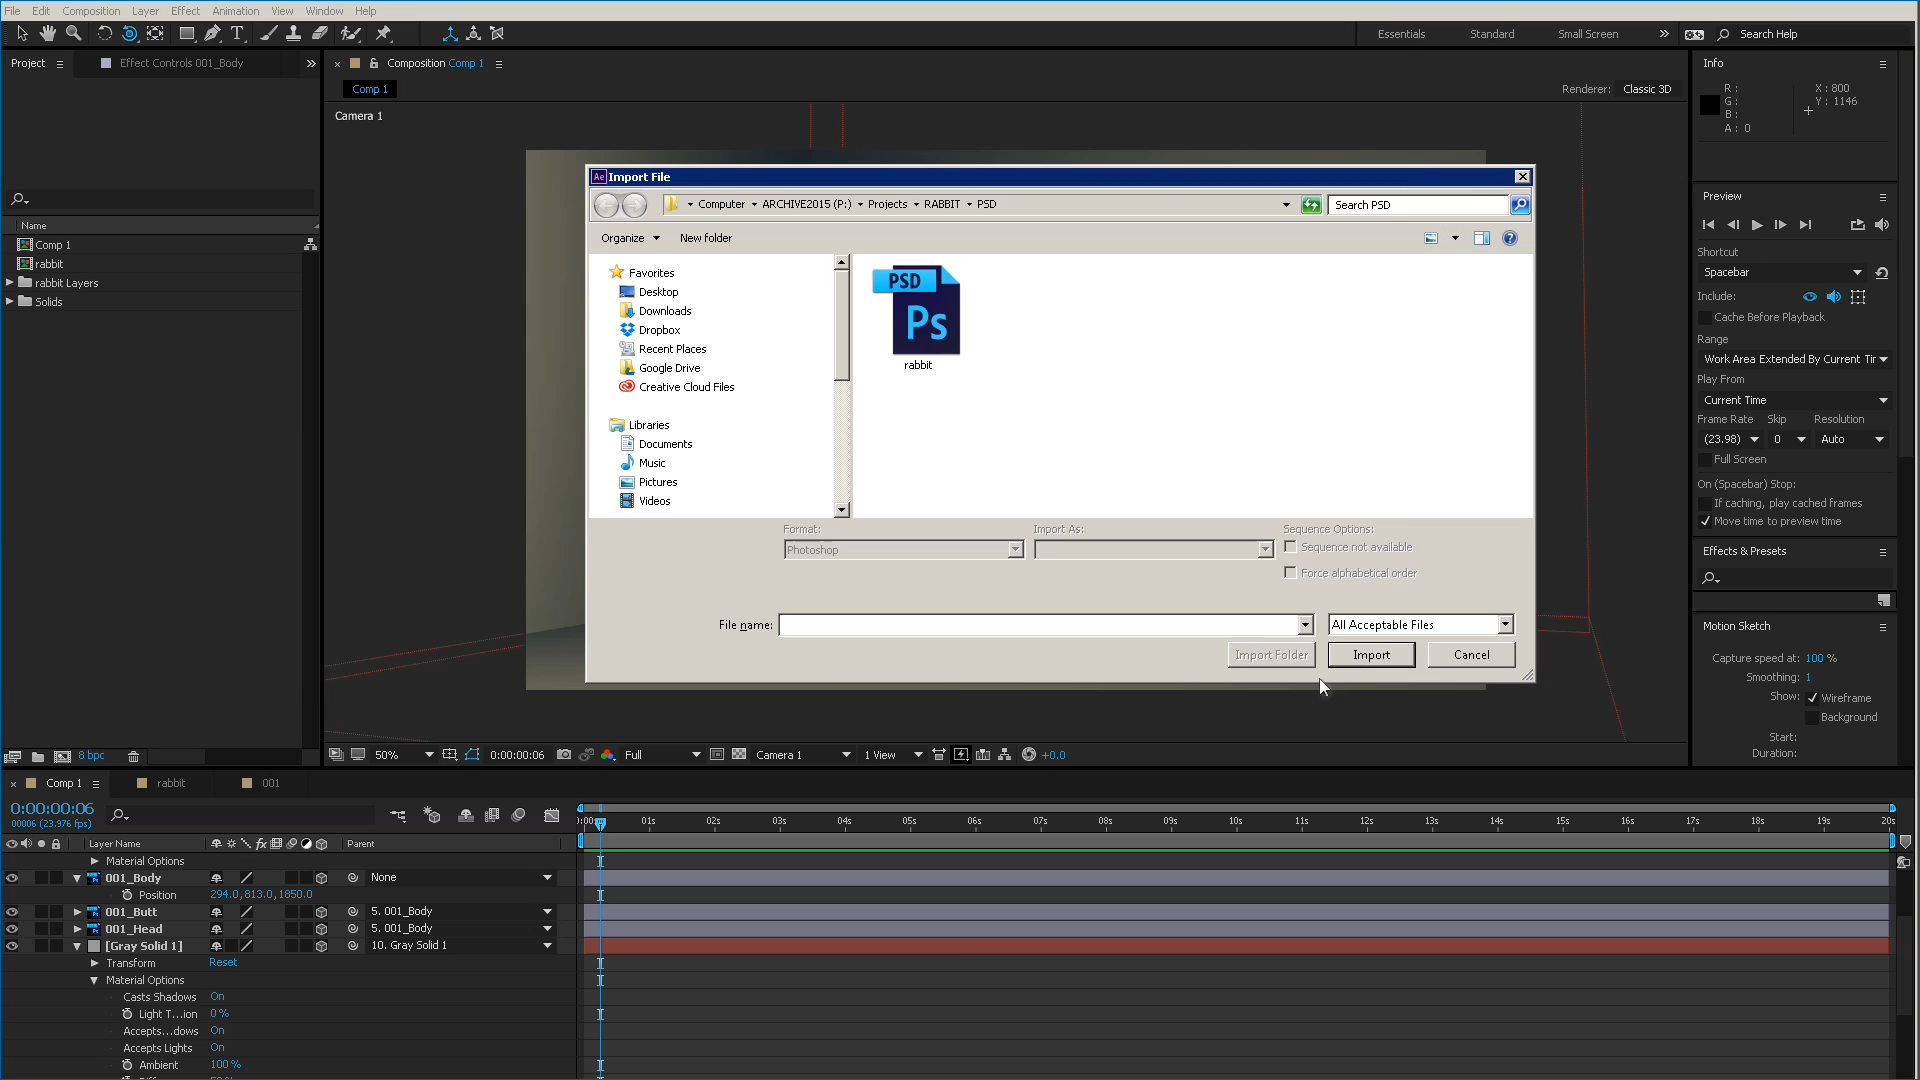 File Edit Composition Layer Effect Animation View Window Help
Essentials Standard Small Screen Search Help
Project Effect Controls 001_Body
Composition Comp 1
Comp 1
Renderer: Classic 3D
Camera 1
Name
Comp 1
rabbit
rabbit Layers
Solids
8 bpc
Ae Import File
Computer ARCHIVE2015 (P:) Projects RABBIT PSD
Search PSD
Organize New folder
Favorites
Desktop
Downloads
Dropbox
Recent Places
Google Drive
Creative Cloud Files
Libraries
Documents
Music
Pictures
Videos
PSD
Ps
rabbit
Format: Import As: Sequence Options:
Photoshop
Sequence not available
Force alphabetical order
File name:
All Acceptable Files
Import Folder Import Cancel
50% 0:00:00:06 Full Camera 1 1 View +0.0
Info
R :
G :
B :
A : 0
X : 800
Y : 1146
Preview
Shortcut
Spacebar
Include:
Cache Before Playback
Range
Work Area Extended By Current Tir
Play From
Current Time
Frame Rate Skip Resolution
(23.98) 0 Auto
Full Screen
On (Spacebar) Stop:
If caching, play cached frames
Move time to preview time
Effects & Presets
Motion Sketch
Capture speed at: 100 %
Smoothing: 1
Show: Wireframe
Background
Start:
Duration:
Comp 1 rabbit 001
0:00:00:06
00006 (23.976 fps)
01s 02s 03s 04s 05s 06s 07s 08s 09s 10s 11s 12s 13s 14s 15s 16s 17s 18s 19s 20s
Layer Name fx Parent
Material Options
001_Body None
Position 294.0,813.0,1850.0
001_Butt 5. 001_Body
001_Head 5. 001_Body
[Gray Solid 1] 10. Gray Solid 1
Transform Reset
Material Options
Casts Shadows On
Light T...ion 0 %
Accepts...dows On
Accepts Lights On
Ambient 100 %